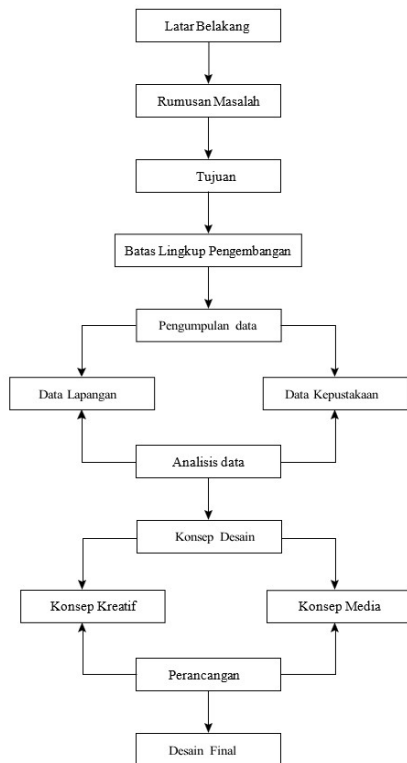 Latar Belakang
Rumusan Masalah
Tujuan
Batas Lingkup Pengembangan
Pengumpulan data
Data Lapangan
Data Kepustakaan
Analisis data
Konsep Desain
Konsep Kreatif
Konsep Media
Perancangan
Desain Final